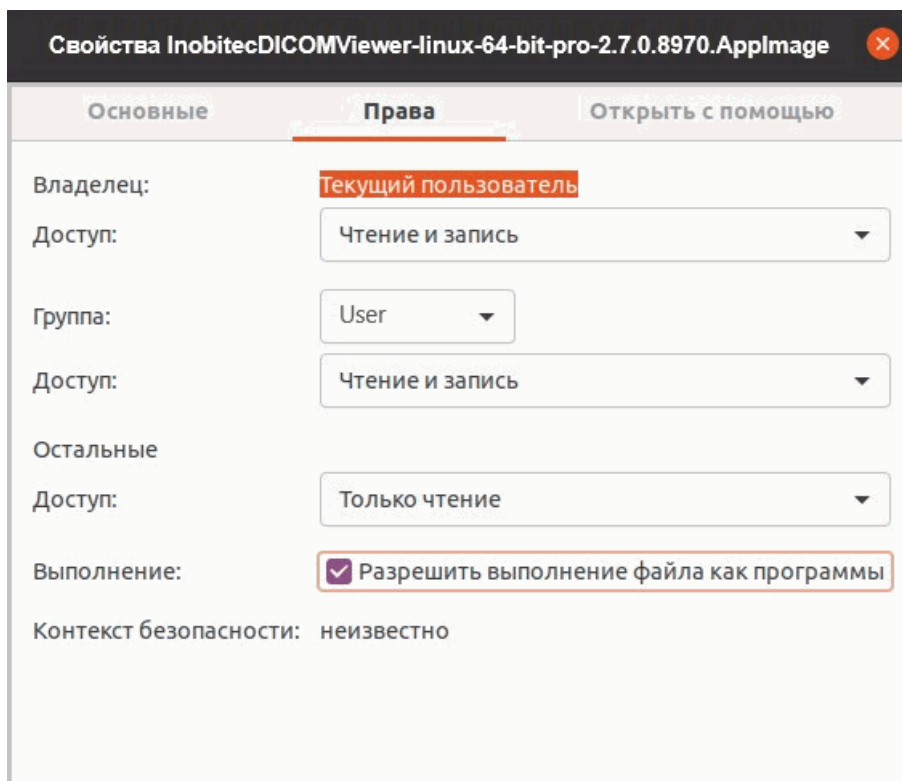 Свойства InobitecDICOMViewer-linux-64-bit-pro-2.7.0.8970.AppImage
Основные Права Открыть с помощью
Владелец: Текущий пользователь
Доступ: Чтение и запись
Группа: User
Доступ: Чтение и запись
Остальные
Доступ: Только чтение
Выполнение: Разрешить выполнение файла как программы
Контекст безопасности: неизвестно